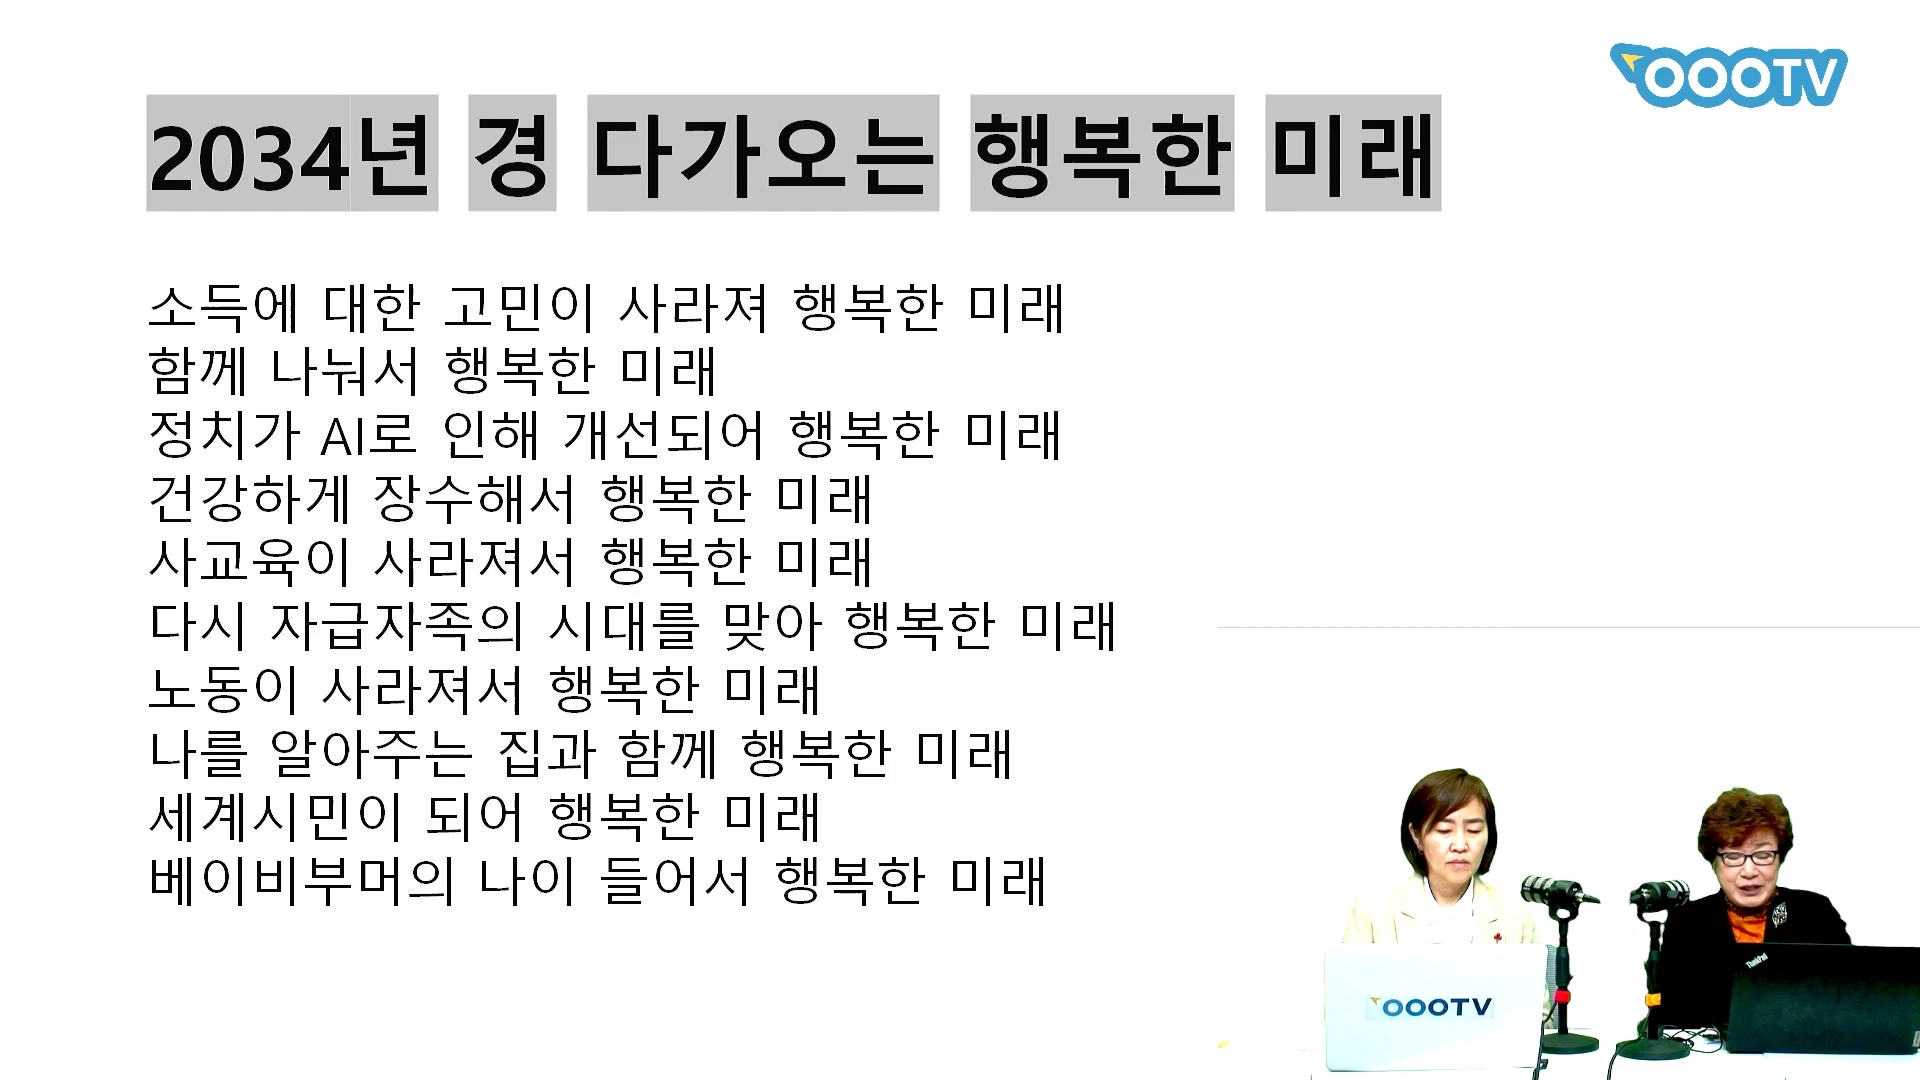 OOOTV
2034년 경 다가오는 행복한 미래
소득에 대한 고민이 사라져 행복한 미래
함께 나눠서 행복한 미래
정치가 AI로 인해 개선되어 행복한 미래
건강하게 장수해서 행복한 미래
사교육이 사라져서 행복한 미래
다시 자급자족의 시대를 맞아 행복한 미래
노동이 사라져서 행복한 미래
나를 알아주는 집과 함께 행복한 미래
세계시민이 되어 행복한 미래
베이비부머의 나이 들어서 행복한 미래
OOOTV
ThinkPad